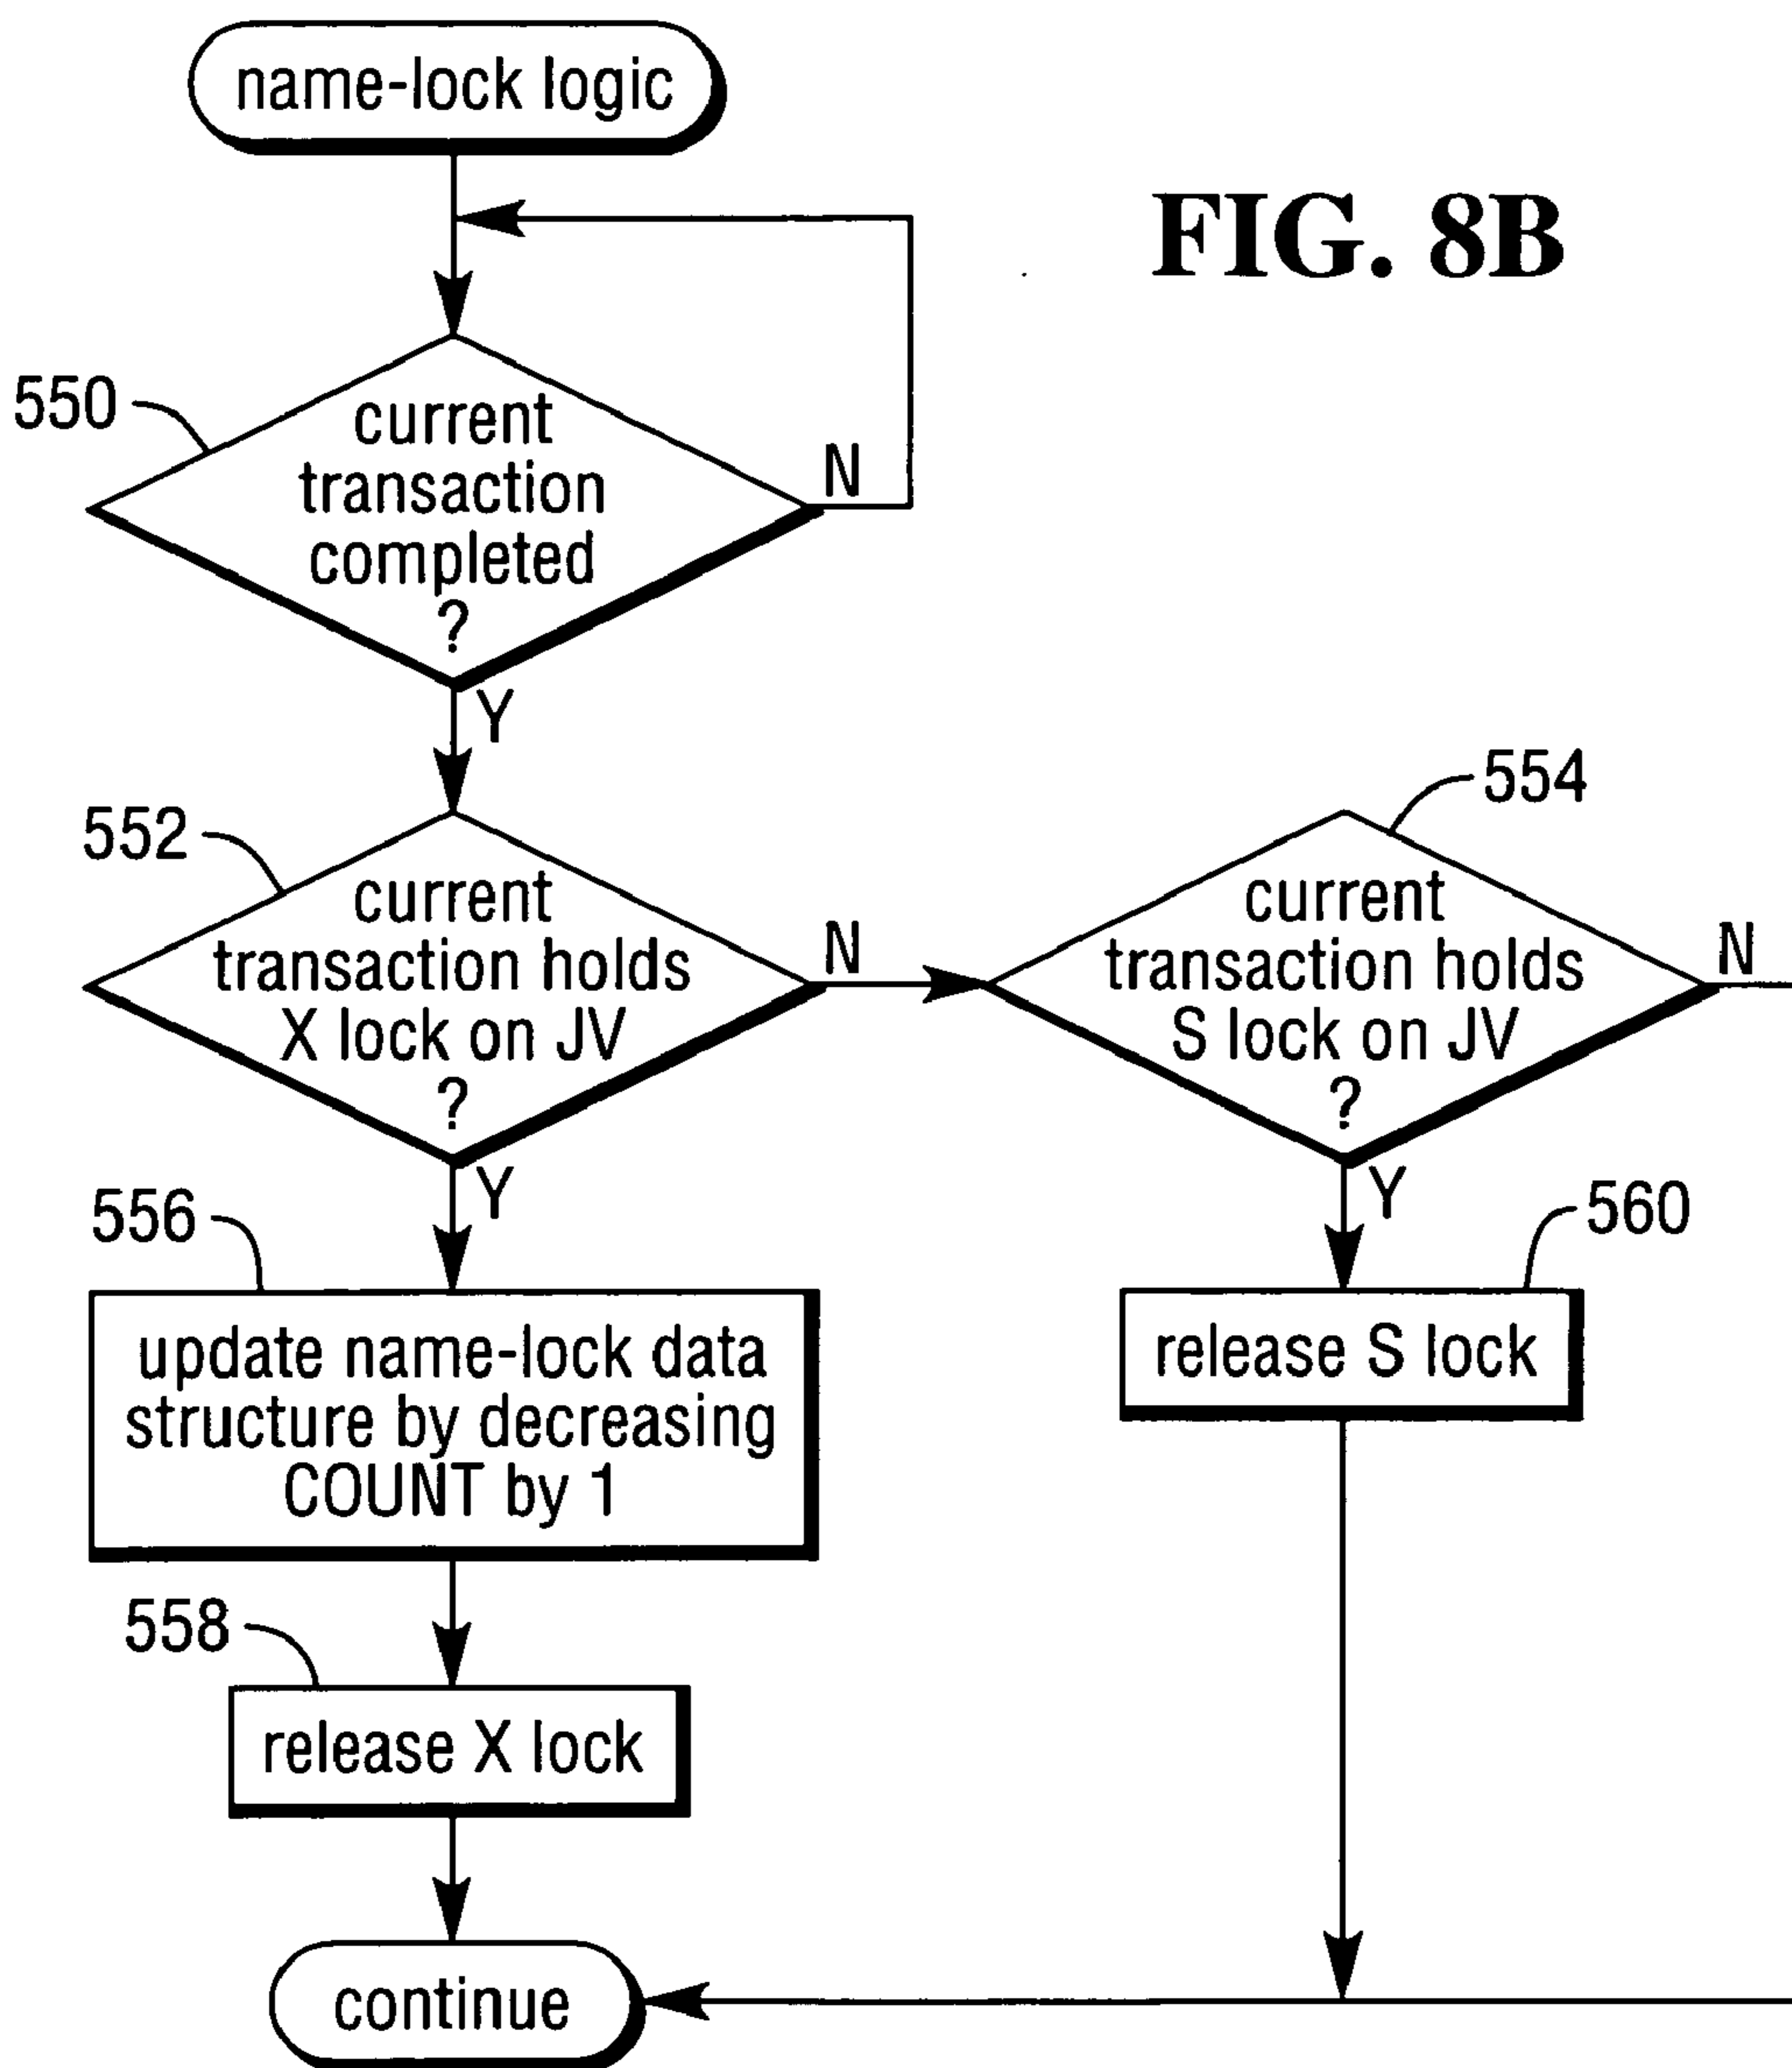 name-lock logic
FIG. 8B
550
current
transaction
completed
?
N
Y
552
current
transaction holds
X lock on JV
?
N
Y
554
current
transaction holds
S lock on JV
?
N
Y
556
update name-lock data
structure by decreasing
COUNT by 1
560
release S lock
558
release X lock
continue